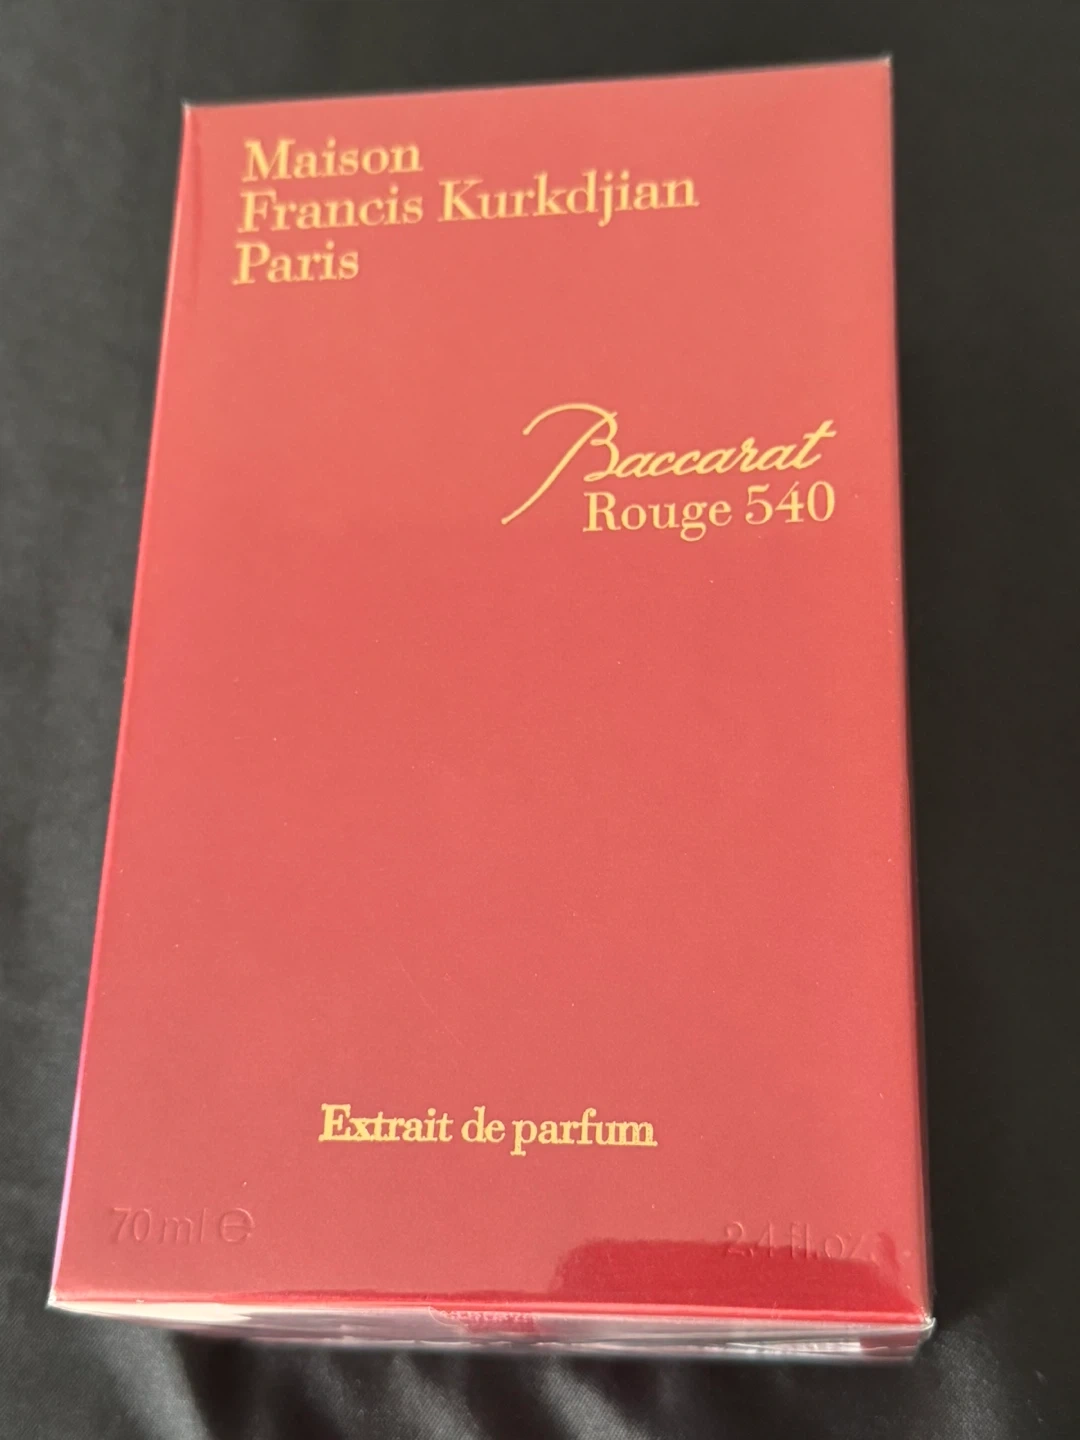 Maison
Francis Kurkdjian
Paris
Baccarat
Rouge 540
Extrait de parfum
70 ml ℮
2.4 fl.oz.